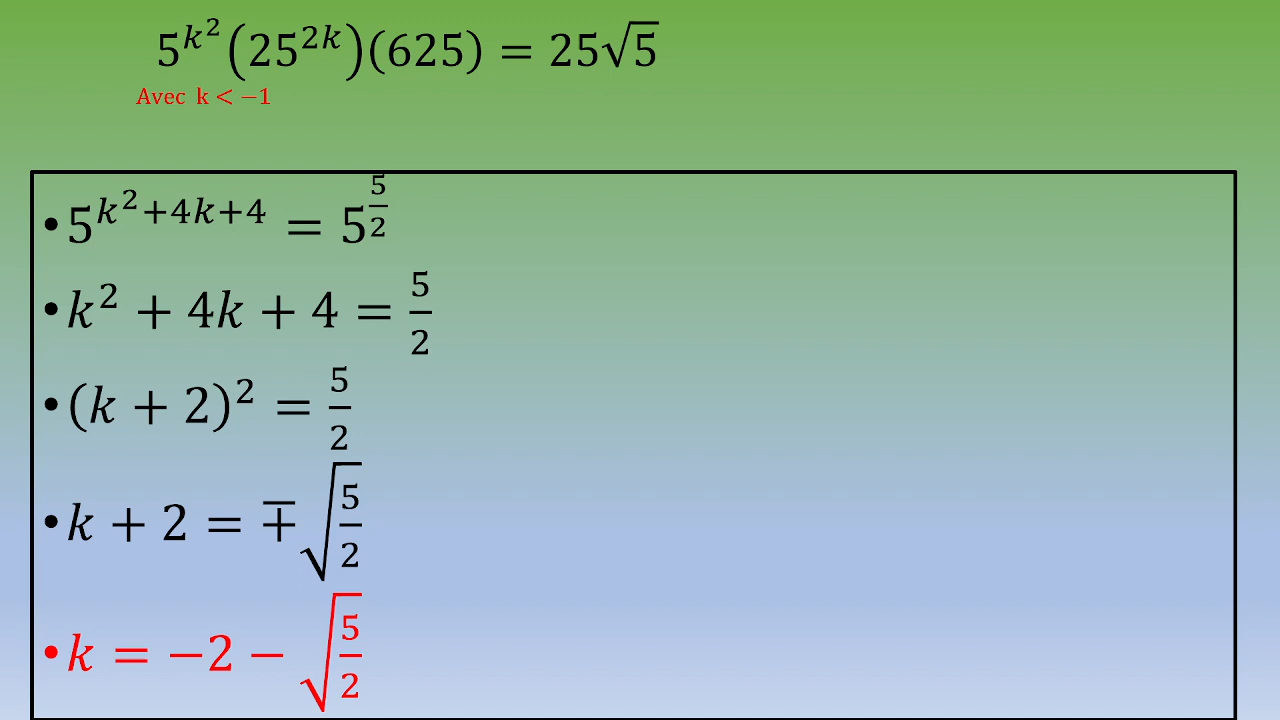 5^{k^2}(25^{2k})(625) = 25√5
Avec k < −1
• 5^{k^2+4k+4} = 5^{5/2}
• k^2 + 4k + 4 = 5/2
• (k + 2)^2 = 5/2
• k + 2 = ∓√(5/2)
• k = −2 − √(5/2)